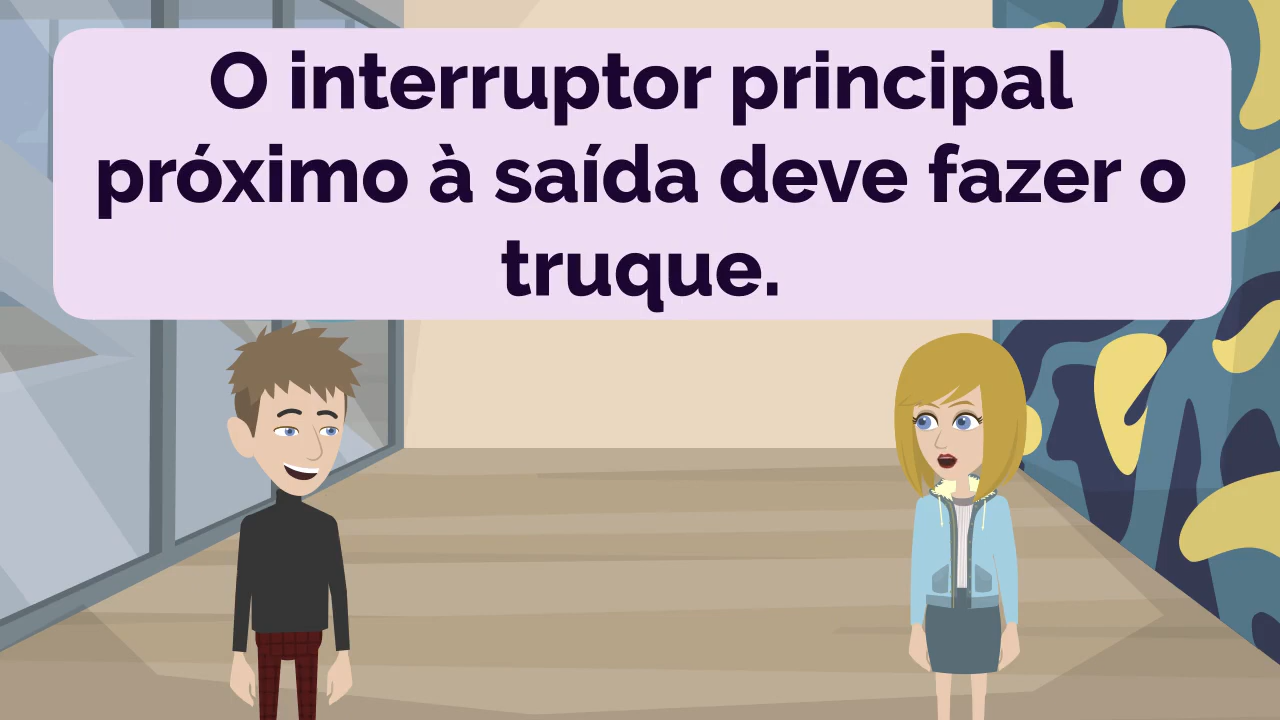 O interruptor principal
próximo à saída deve fazer o
truque.